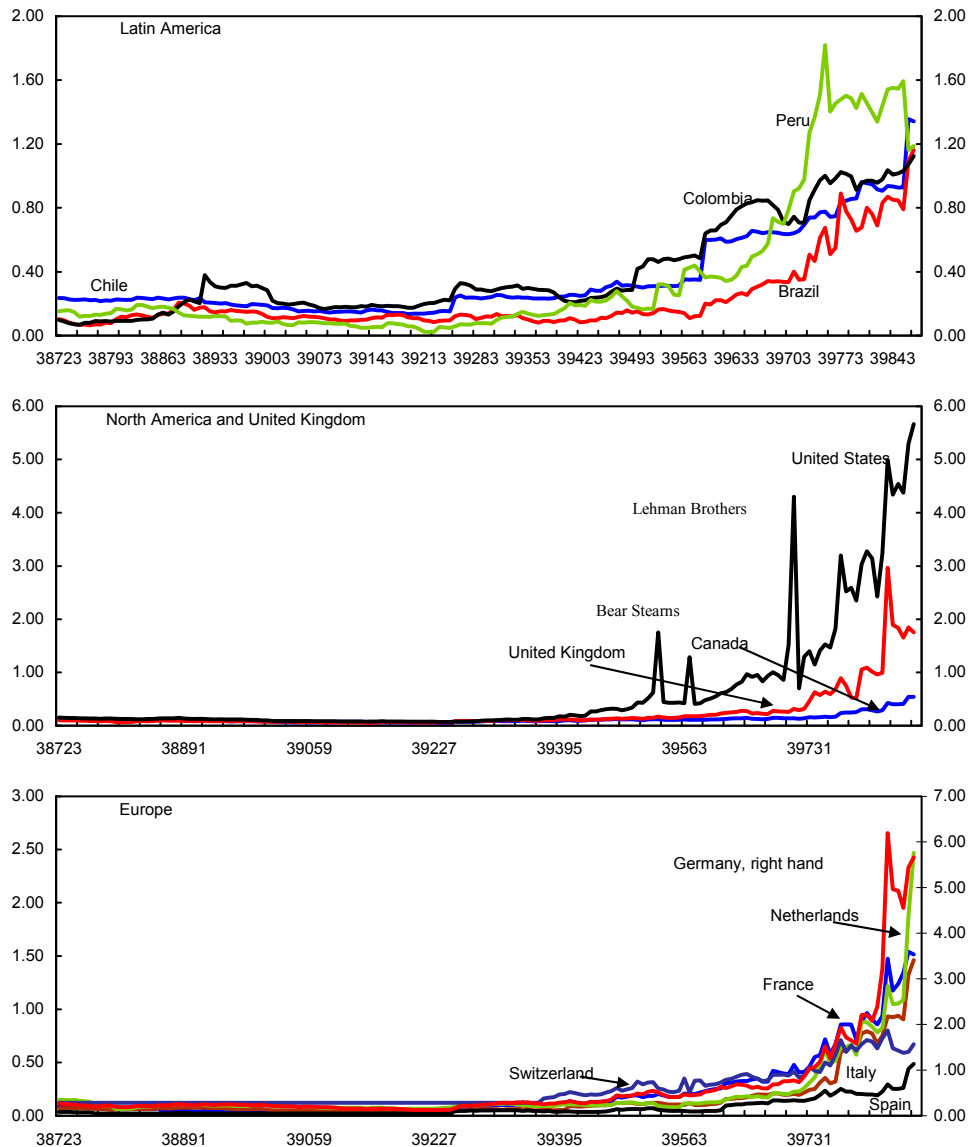 Latin America
2.00 2.00
1.60 1.60
Peru
1.20 1.20
Colombia
0.80 0.80
Chile
0.40 0.40
Brazil
0.00 0.00
38723 38793 38863 38933 39003 39073 39143 39213 39283 39353 39423 39493 39563 39633 39703 39773 39843
North America and United Kingdom
6.00 6.00
United States
5.00 5.00
Lehman Brothers
4.00 4.00
3.00 3.00
Bear Stearns
2.00 2.00
United Kingdom
Canada
1.00 1.00
0.00 0.00
38723 38891 39059 39227 39395 39563 39731
Europe
3.00 7.00
2.50 6.00
Germany, right hand
2.00 5.00
Netherlands
1.50 4.00
3.00
France
1.00 2.00
Switzerland
Italy
0.50 1.00
Spain
0.00 0.00
38723 38891 39059 39227 39395 39563 39731